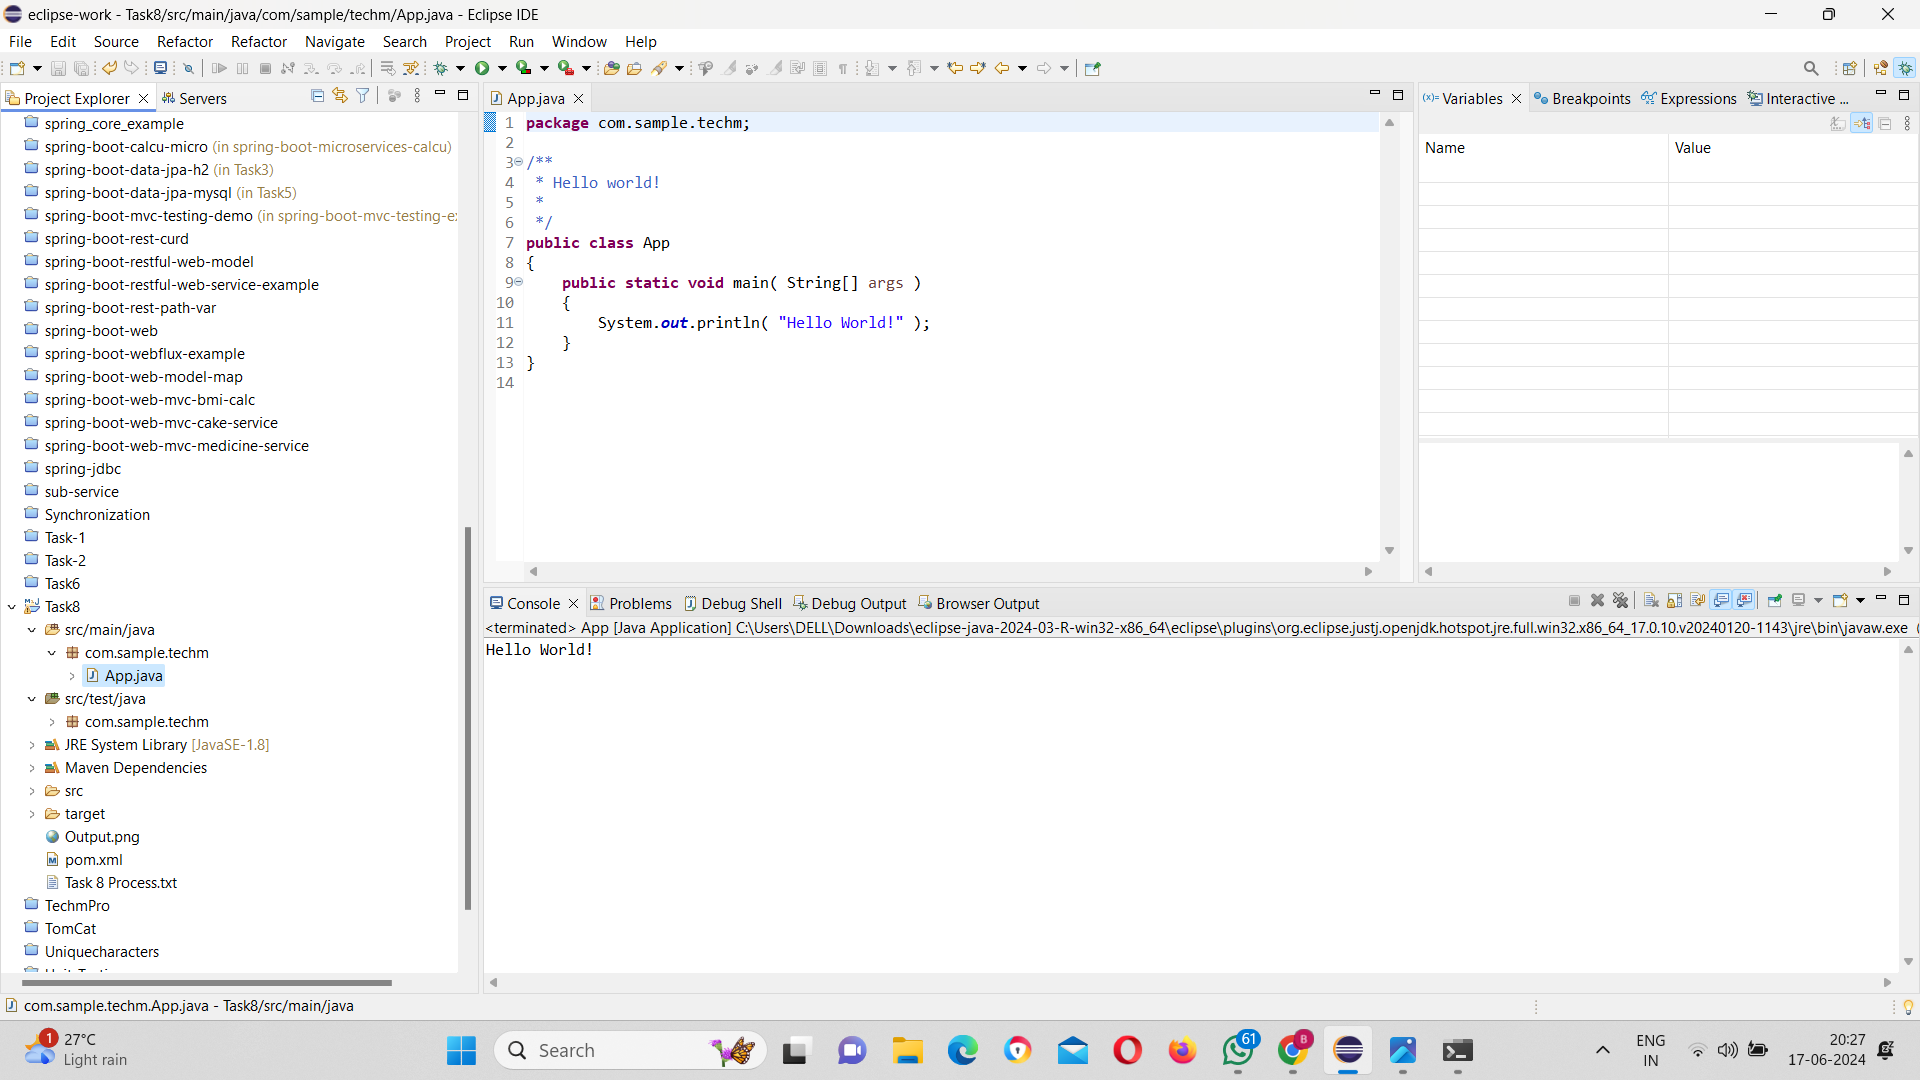 eclipse-work - Task8/src/main/java/com/sample/techm/App.java - Eclipse IDE
File Edit Source Refactor Refactor Navigate Search Project Run Window Help
Project Explorer Servers
spring_core_example
spring-boot-calcu-micro (in spring-boot-microservices-calcu)
spring-boot-data-jpa-h2 (in Task3)
spring-boot-data-jpa-mysql (in Task5)
spring-boot-mvc-testing-demo (in spring-boot-mvc-testing-e
spring-boot-rest-curd
spring-boot-restful-web-model
spring-boot-restful-web-service-example
spring-boot-rest-path-var
spring-boot-web
spring-boot-webflux-example
spring-boot-web-model-map
spring-boot-web-mvc-bmi-calc
spring-boot-web-mvc-cake-service
spring-boot-web-mvc-medicine-service
spring-jdbc
sub-service
Synchronization
Task-1
Task-2
Task6
Task8
src/main/java
com.sample.techm
App.java
src/test/java
com.sample.techm
JRE System Library [JavaSE-1.8]
Maven Dependencies
src
target
Output.png
pom.xml
Task 8 Process.txt
TechmPro
TomCat
Uniquecharacters
App.java
1 package com.sample.techm;
2
3 /**
4 * Hello world!
5 *
6 */
7 public class App
8 {
9 public static void main( String[] args )
10 {
11 System.out.println( "Hello World!" );
12 }
13 }
14
(x)= Variables Breakpoints Expressions Interactive ...
Name Value
Console Problems Debug Shell Debug Output Browser Output
<terminated> App [Java Application] C:\Users\DELL\Downloads\eclipse-java-2024-03-R-win32-x86_64\eclipse\plugins\org.eclipse.justj.openjdk.hotspot.jre.full.win32.x86_64_17.0.10.v20240120-1143\jre\bin\javaw.exe (
Hello World!
com.sample.techm.App.java - Task8/src/main/java
1
27°C
Light rain
Search
61
B
ENG
IN
20:27
17-06-2024